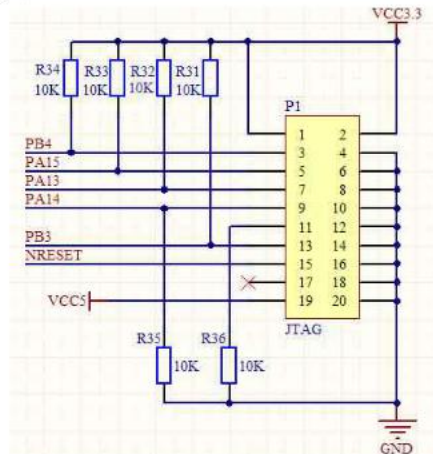 VCC3.3
R34 R33 R32 R31
10K 10K 10K 10K
P1
1 2
PB4 3 4
PA15 5 6
PA13 7 8
PA14 9 10
11 12
PB3 13 14
NRESET 15 16
17 18
VCC5 19 20
JTAG
R35 R36
10K 10K
GND